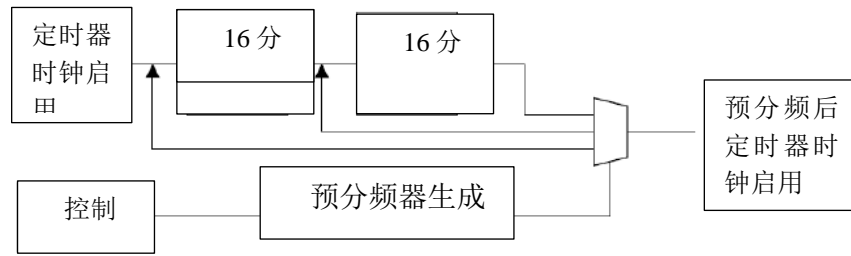 定时器
时钟启
16 分
16 分
预分频后
定时器时
钟启用
控制
预分频器生成